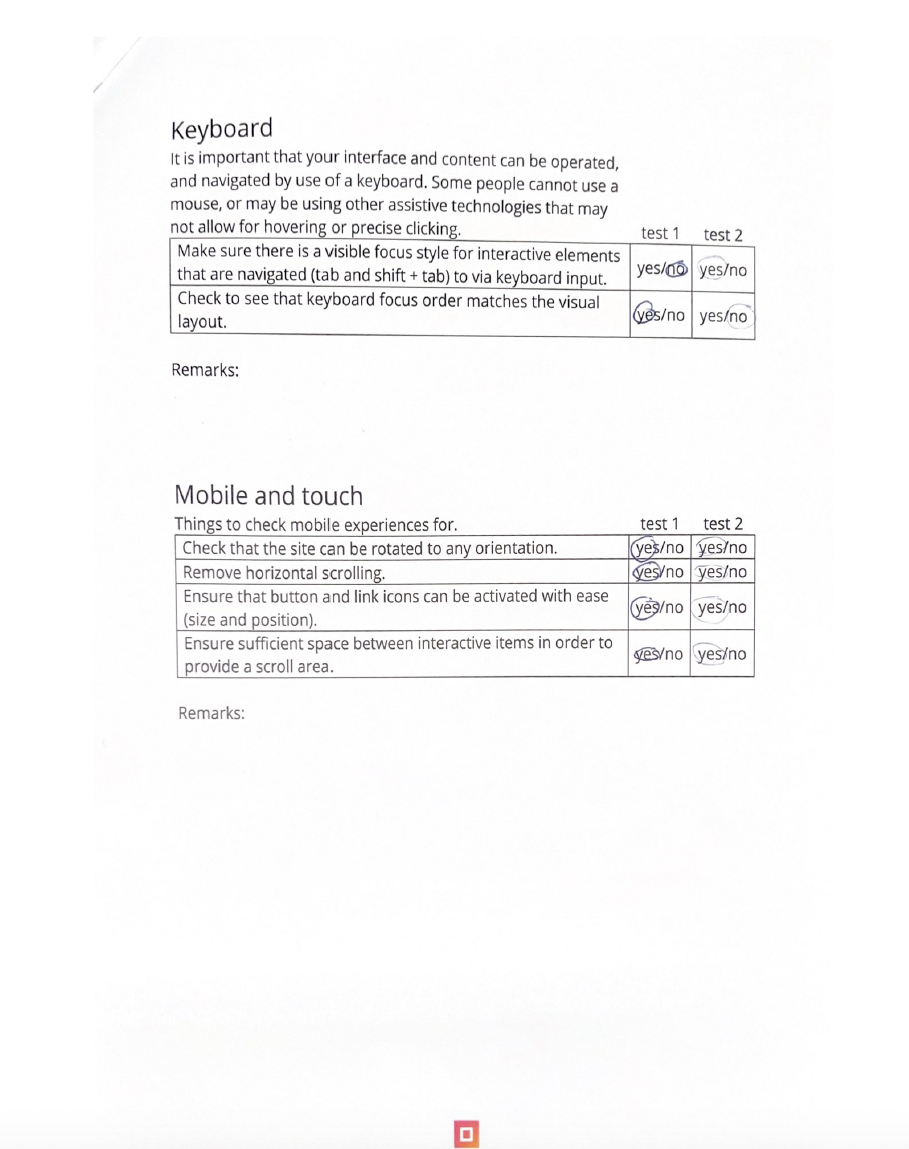 Keyboard
It is important that your interface and content can be operated,
and navigated by use of a keyboard. Some people cannot use a
mouse, or may be using other assistive technologies that may
not allow for hovering or precise clicking.
test 1 test 2
Make sure there is a visible focus style for interactive elements
that are navigated (tab and shift + tab) to via keyboard input.
yes/no yes/no
Check to see that keyboard focus order matches the visual
layout.
yes/no yes/no
Remarks:
Mobile and touch
Things to check mobile experiences for. test 1 test 2
Check that the site can be rotated to any orientation. yes/no yes/no
Remove horizontal scrolling. yes/no yes/no
Ensure that button and link icons can be activated with ease
(size and position).
yes/no yes/no
Ensure sufficient space between interactive items in order to
provide a scroll area.
yes/no yes/no
Remarks: